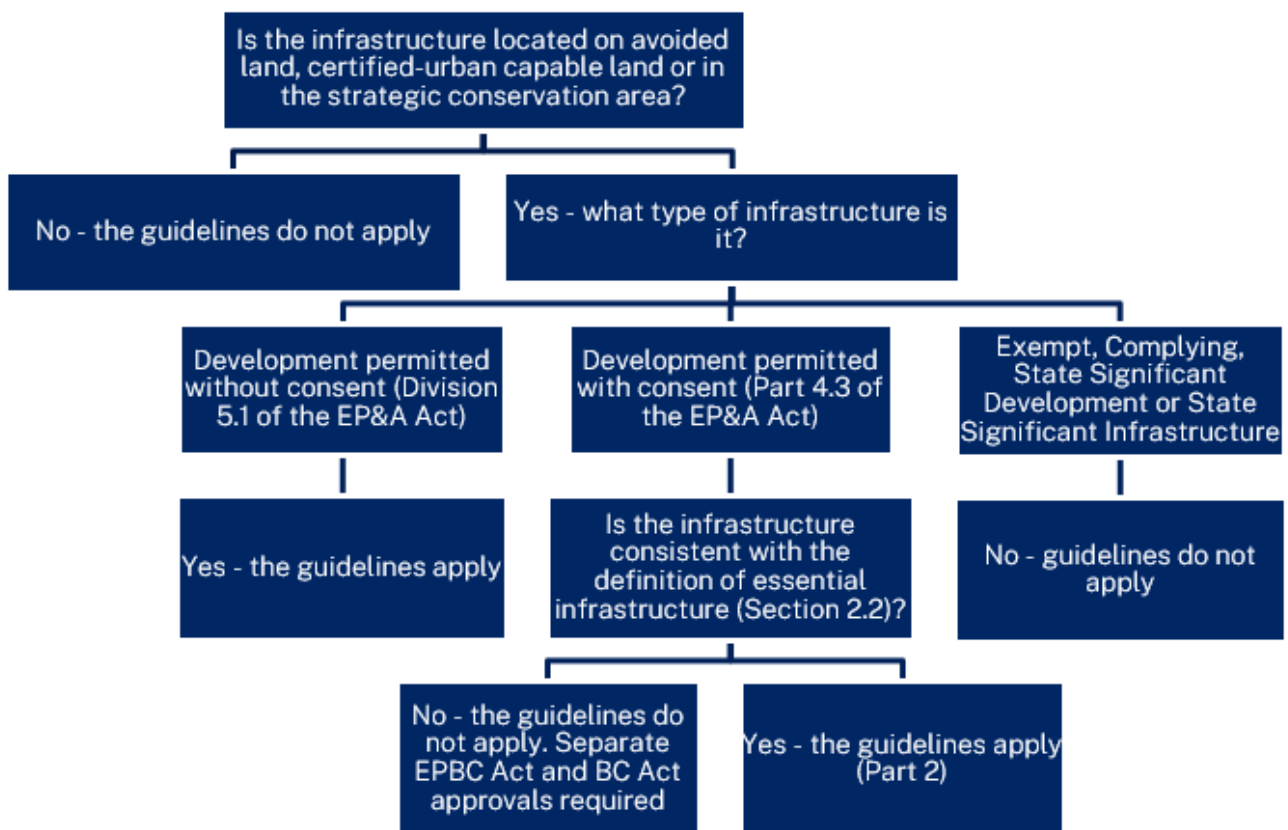 Is the infrastructure located on avoided
land, certified-urban capable land or in
the strategic conservation area?
No - the guidelines do not apply
Yes - what type of infrastructure is
it?
Development permitted
without consent (Division
5.1 of the EP&A Act)
Development permitted
with consent (Part 4.3 of
the EP&A Act)
Exempt, Complying,
State Significant
Development or State
Significant Infrastructure
Yes - the guidelines apply
Is the infrastructure
consistent with the
definition of essential
infrastructure (Section 2.2)?
No - guidelines do not
apply
No - the guidelines do
not apply. Separate
EPBC Act and BC Act
approvals required
Yes - the guidelines apply
(Part 2)